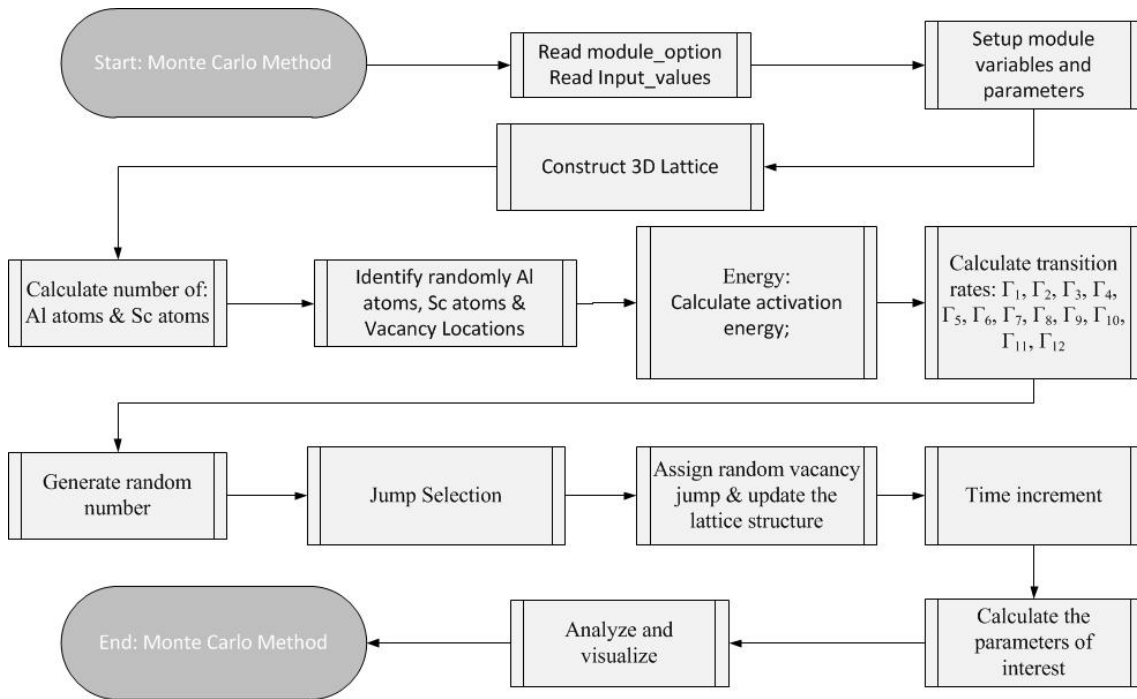 Start: Monte Carlo Method
Read module_option
Read Input_values
Setup module
variables and
parameters
Construct 3D Lattice
Calculate number of:
Al atoms & Sc atoms
Identify randomly Al
atoms, Sc atoms &
Vacancy Locations
Energy:
Calculate activation
energy;
Calculate transition
rates: Γ₁, Γ₂, Γ₃, Γ₄,
Γ₅, Γ₆, Γ₇, Γ₈, Γ₉, Γ₁₀,
Γ₁₁, Γ₁₂
Generate random
number
Jump Selection
Assign random vacancy
jump & update the
lattice structure
Time increment
Calculate the
parameters of
interest
Analyze and
visualize
End: Monte Carlo Method